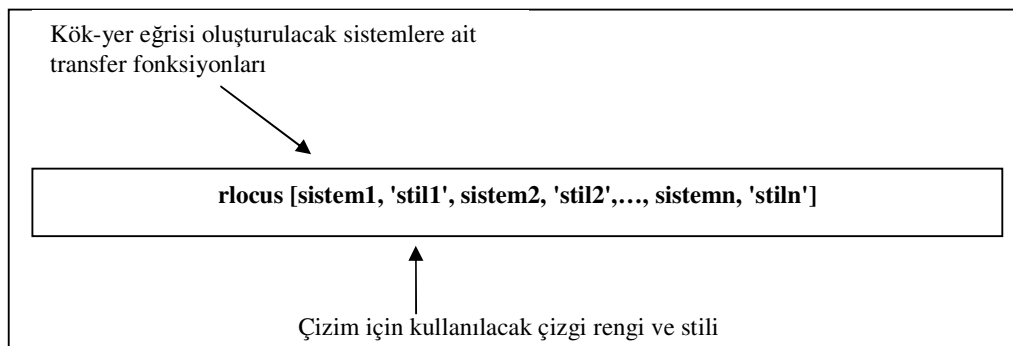 Kök-yer eğrisi oluşturulacak sistemlere ait
transfer fonksiyonları
rlocus [sistem1, 'stil1', sistem2, 'stil2',…, sistemn, 'stiln']
Çizim için kullanılacak çizgi rengi ve stili